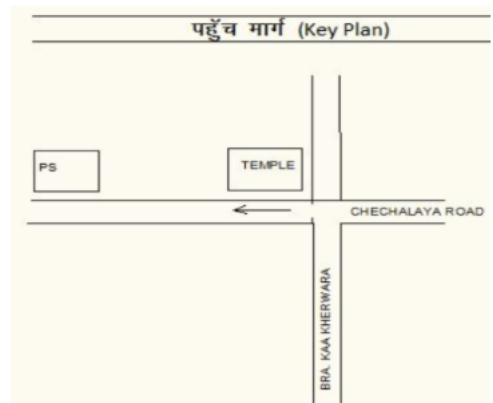 पहुँच मार्ग (Key Plan)
PS
TEMPLE
CHECHALAYA ROAD
BRA. KAA KHERWARA